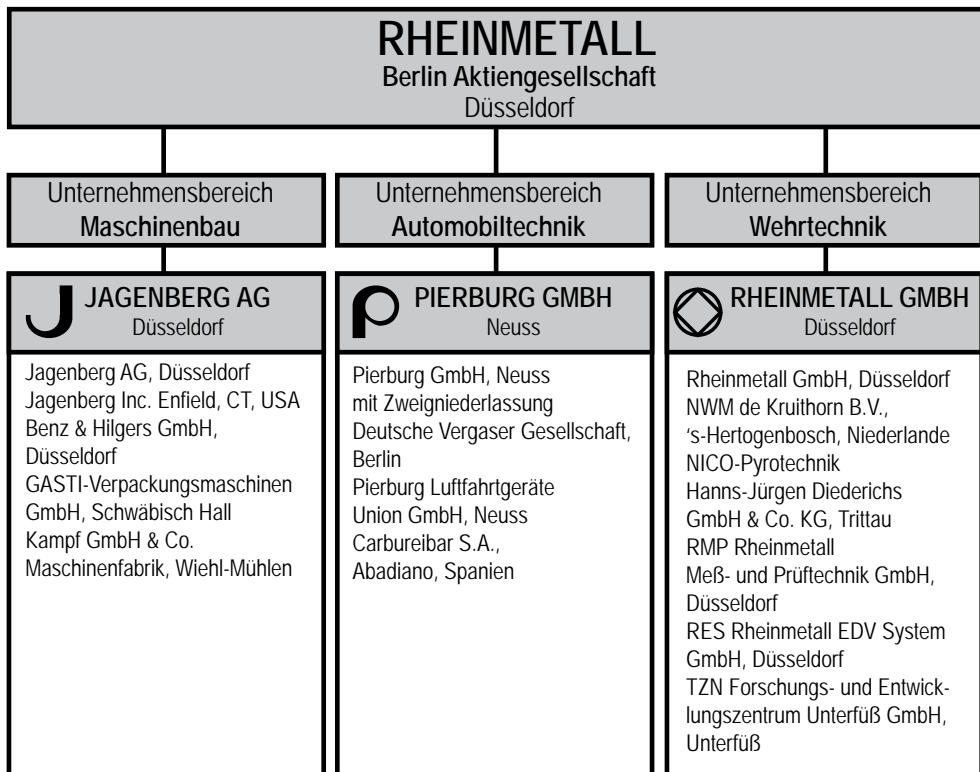 RHEINMETALL
Berlin Aktiengesellschaft
Düsseldorf
Unternehmensbereich
Maschinenbau
Unternehmensbereich
Automobiltechnik
Unternehmensbereich
Wehrtechnik
JAGENBERG AG
Düsseldorf
Jagenberg AG, Düsseldorf
Jagenberg Inc. Enfield, CT, USA
Benz & Hilgers GmbH,
Düsseldorf
GASTI-Verpackungsmaschinen
GmbH, Schwäbisch Hall
Kampf GmbH & Co.
Maschinenfabrik, Wiehl-Mühlen
PIERBURG GMBH
Neuss
Pierburg GmbH, Neuss
mit Zweigniederlassung
Deutsche Vergaser Gesellschaft,
Berlin
Pierburg Luftfahrtgeräte
Union GmbH, Neuss
Carbureibar S.A.,
Abadiano, Spanien
RHEINMETALL GMBH
Düsseldorf
Rheinmetall GmbH, Düsseldorf
NWM de Kruithorn B.V.,
‘s-Hertogenbosch, Niederlande
NICO-Pyrotechnik
Hanns-Jürgen Diederichs
GmbH & Co. KG, Trittau
RMP Rheinmetall
Meß- und Prüftechnik GmbH,
Düsseldorf
RES Rheinmetall EDV System
GmbH, Düsseldorf
TZN Forschungs- und Entwick-
lungszentrum Unterfüß GmbH,
Unterfüß